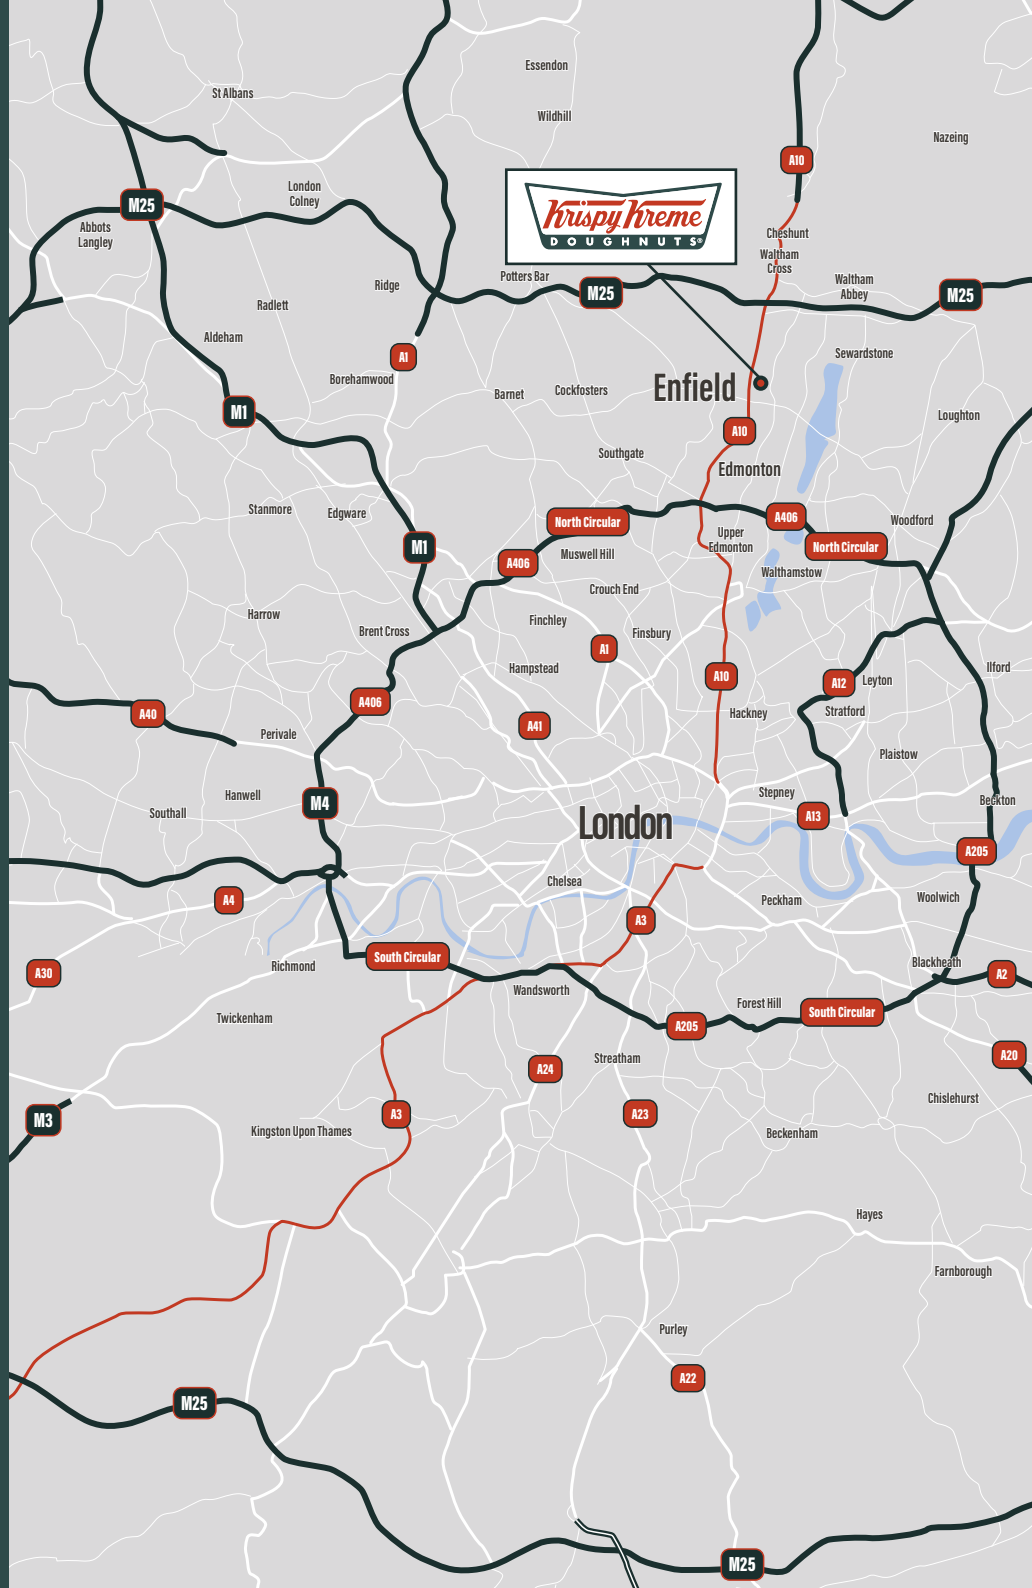 Essendon
St Albans
Wildhill
Nazeing
A10
London
Colney
M25
Krispy Kreme
DOUGHNUTS®
Abbots
Langley
Cheshunt
Waltham
Cross
Potters Bar
Ridge
M25
Waltham
Abbey
M25
Radlett
Aldeham
A1
Sewardstone
Borehamwood
Barnet
Cockfosters
Enfield
M1
Loughton
A10
Southgate
Edmonton
Stanmore
Edgware
North Circular
A406
Woodford
M1
Upper
Edmonton
North Circular
Muswell Hill
A406
Walthamstow
Crouch End
Harrow
Finchley
Brent Cross
Finsbury
A1
Hampstead
Ilford
A10
A12
Leyton
A406
A40
Hackney
Stratford
A41
Perivale
Plaistow
Hanwell
Stepney
Beckton
M4
Southall
A13
London
A205
Chelsea
A4
Peckham
Woolwich
A3
South Circular
Richmond
Blackheath
A30
A2
Wandsworth
Forest Hill
South Circular
Twickenham
A205
Streatham
A20
A24
Chislehurst
M3
A3
A23
Kingston Upon Thames
Beckenham
Hayes
Farnborough
Purley
A22
M25
M25